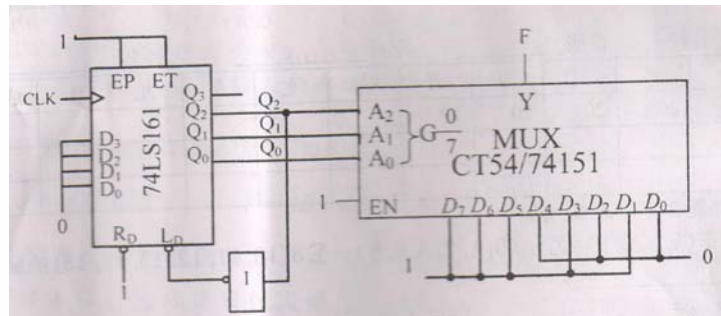 F
1
EP ET
CLK
Q3
Q2
Q1
Q0
D3
D2
D1
D0
74LS161
0
RD LD
1
1
Q2
Q1
Q0
Y
A2
A1
A0
G 0/7
MUX
CT54/74151
1
EN D7 D6 D5 D4 D3 D2 D1 D0
1
0